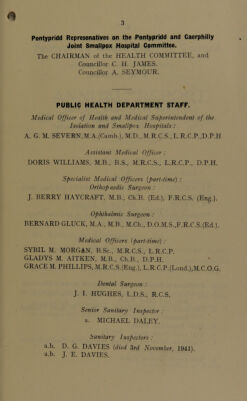 3
Pontypridd Represenatives on the Pontypridd and Caerphilly
Joint Smallpox Hospital Committee.
The CHAIRMAN of the HEALTH COMMITTEE, and
Councillor C. H. JAMES.
Councillor A. SEYMOUR.
PUBLIC HEALTH DEPARTMENT STAFF.
Medical Officer of Health and Medical Superintendent of the
Isolation and Smallpox Hospitals :
A. G. M. SEVERN, M.A.(Camb.), M.D., M.R.C.S., L.R.C.P., D.P.H
Assistant Medical Officer :
DORIS WILLIAMS, M.B., B.S., M.R.C.S., L.R.C.P., D.P.H.
Specialist Medical Officers (part-time) :
Orthopaedic Surgeon :
J. BERRY HAYCRAFT, M.B., Ch.B. (Ed.), F.R.C.S. (Eng.).
Ophthalmic Surgeon :
BERNARD GLUCK, M.A., M.B., M.Ch., D.O.M.S., F.R.C.S.(Ed.).
Medical Officers (part-time) :
SYBIL M. MORGAN, B.Sc., M.R.C.S., L.R.C.P.
GLADYS M. AITKEN, M.B., Ch.B., D.P.H.
GRACE M. PHILLIPS, M.R.C.S.(Eng.), L.R.C.P.(Lond.), M.C.O.G.
Dental Surgeon :
J. I. HUGHES, L.D.S., R.C.S.
Senior Sanitary Inspector :
a. MICHAEL DALEY.
Sanitary Inspectors :
a.b. D. G. DAVIES (died 3rd November, 1941).
a.b. J. E. DAVIES.